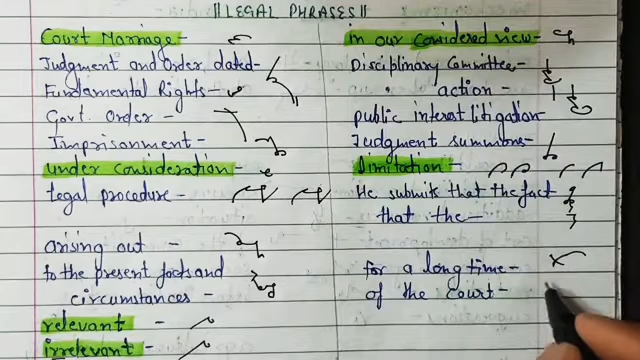 || LEGAL PHRASES ||
Court Marriage -
Judgment and Order dated -
Fundamental Rights -
Govt. Order -
Imprisonment -
under consideration -
legal procedure -
arising out -
to the present facts and
circumstances -
relevant -
irrelevant -
in our considered view -
Disciplinary Committee -
" action -
public interest litigation -
Judgment summons -
limitation -
He submits that the fact
that the -
for a long time -
of the court -